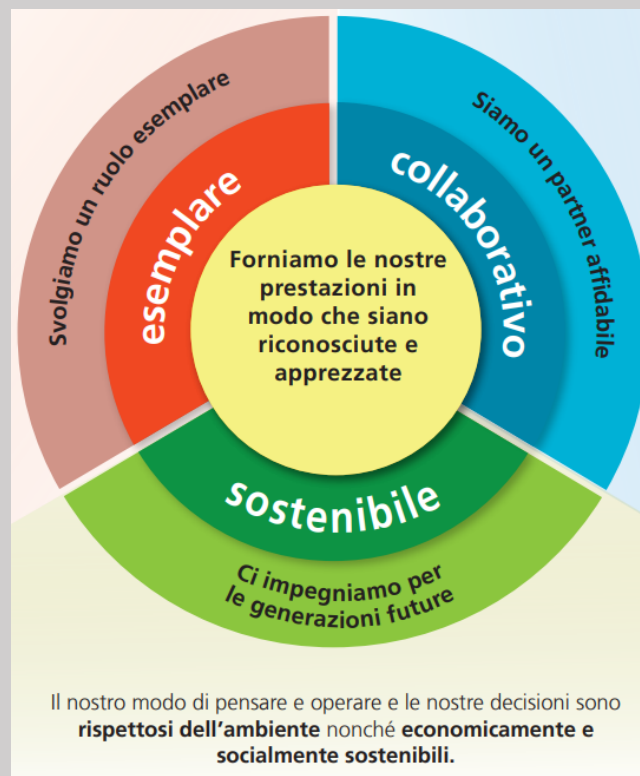 Svolgiamo un ruolo esemplare
esemplare
Siamo un partner affidabile
collaborativo
Forniamo le nostre
prestazioni in
modo che siano
riconosciute e
apprezzate
sostenibile
Ci impegniamo per
le generazioni future
Il nostro modo di pensare e operare e le nostre decisioni sono
rispettosi dell’ambiente nonché economicamente e
socialmente sostenibili.